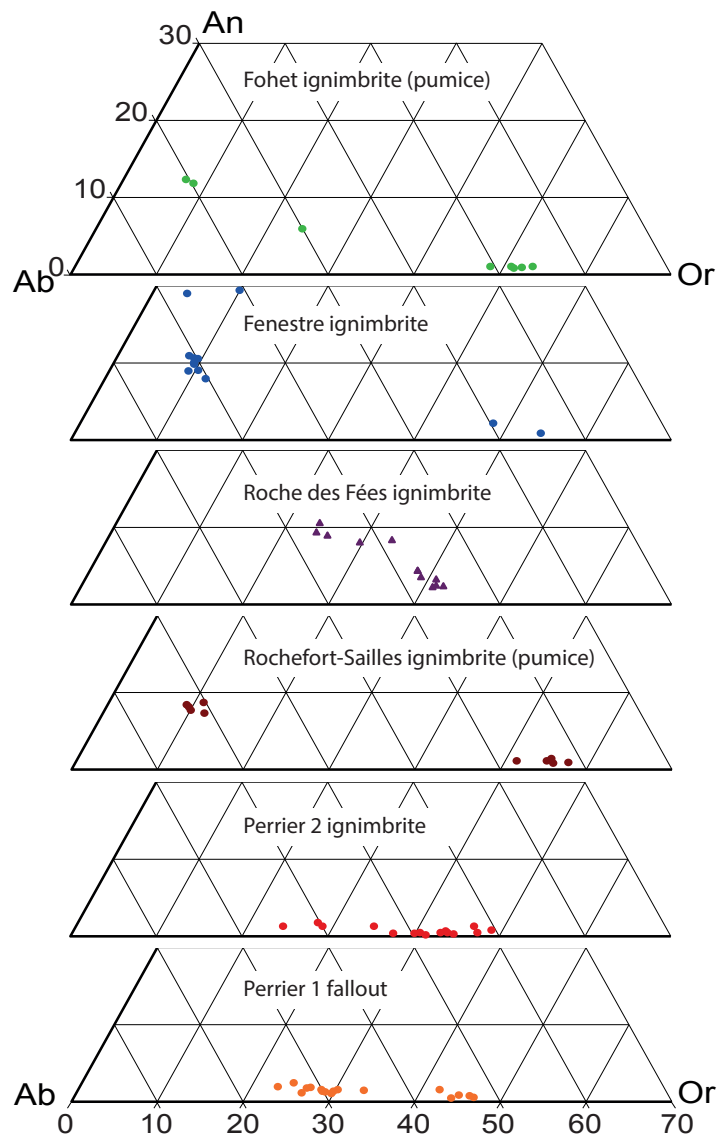 An
30
Fohet ignimbrite (pumice)
20
10
0
Ab
Or
Fenestre ignimbrite
Roche des Fées ignimbrite
Rochefort-Sailles ignimbrite (pumice)
Perrier 2 ignimbrite
Perrier 1 fallout
Ab
Or
0 10 20 30 40 50 60 70